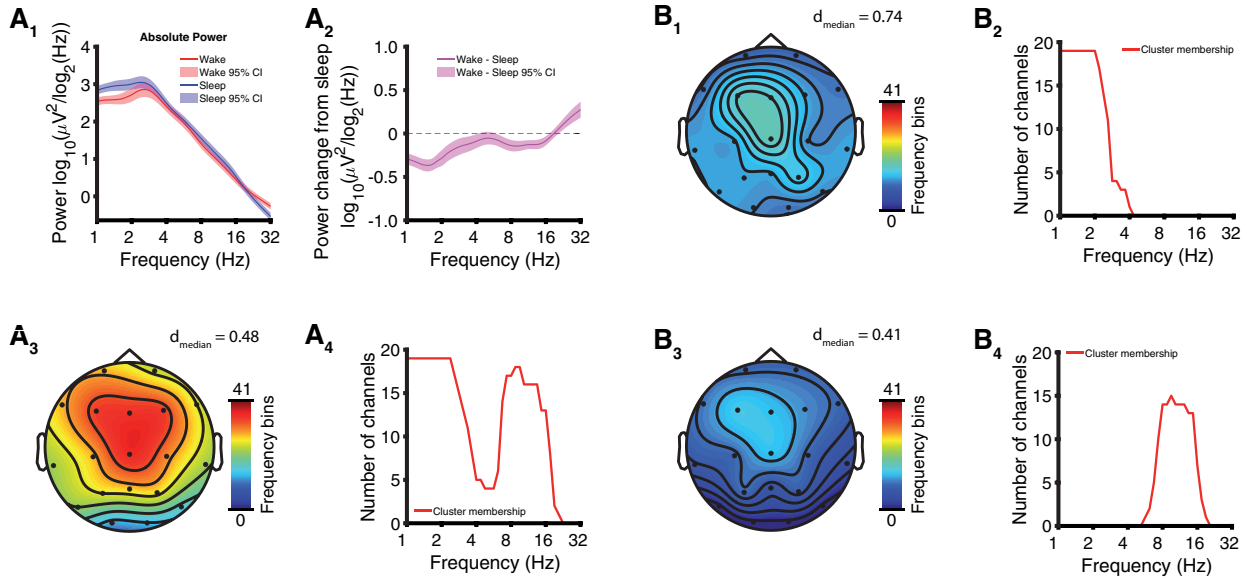 A1
Absolute Power
Power log10(μV2/log2(Hz))
4
3
2
1
0
Wake
Wake 95% CI
Sleep
Sleep 95% CI
1 2 4 8 16 32
Frequency (Hz)
A2
Power change from sleep
log10(μV2/log2(Hz))
1.0
0.5
0
-0.5
-1.0
Wake - Sleep
Wake - Sleep 95% CI
1 2 4 8 16 32
Frequency (Hz)
B1
dmedian = 0.74
41
0
Frequency bins
B2
Number of channels
20
15
10
5
0
Cluster membership
1 2 4 8 16 32
Frequency (Hz)
A3
dmedian = 0.48
41
0
Frequency bins
A4
Number of channels
20
15
10
5
0
Cluster membership
1 2 4 8 16 32
Frequency (Hz)
B3
dmedian = 0.41
41
0
Frequency bins
B4
Number of channels
20
15
10
5
0
Cluster membership
1 2 4 8 16 32
Frequency (Hz)